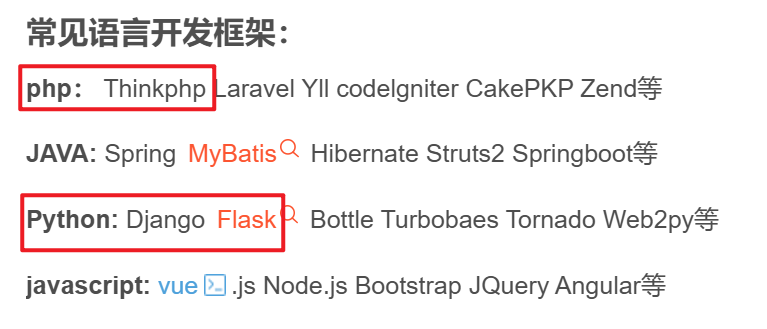 常见语言开发框架：
php： Thinkphp Laravel Yll codeIgniter CakePKP Zend等
JAVA: Spring MyBatis Hibernate Struts2 Springboot等
Python: Django Flask Bottle Turbobaes Tornado Web2py等
javascript: vue .js Node.js Bootstrap JQuery Angular等